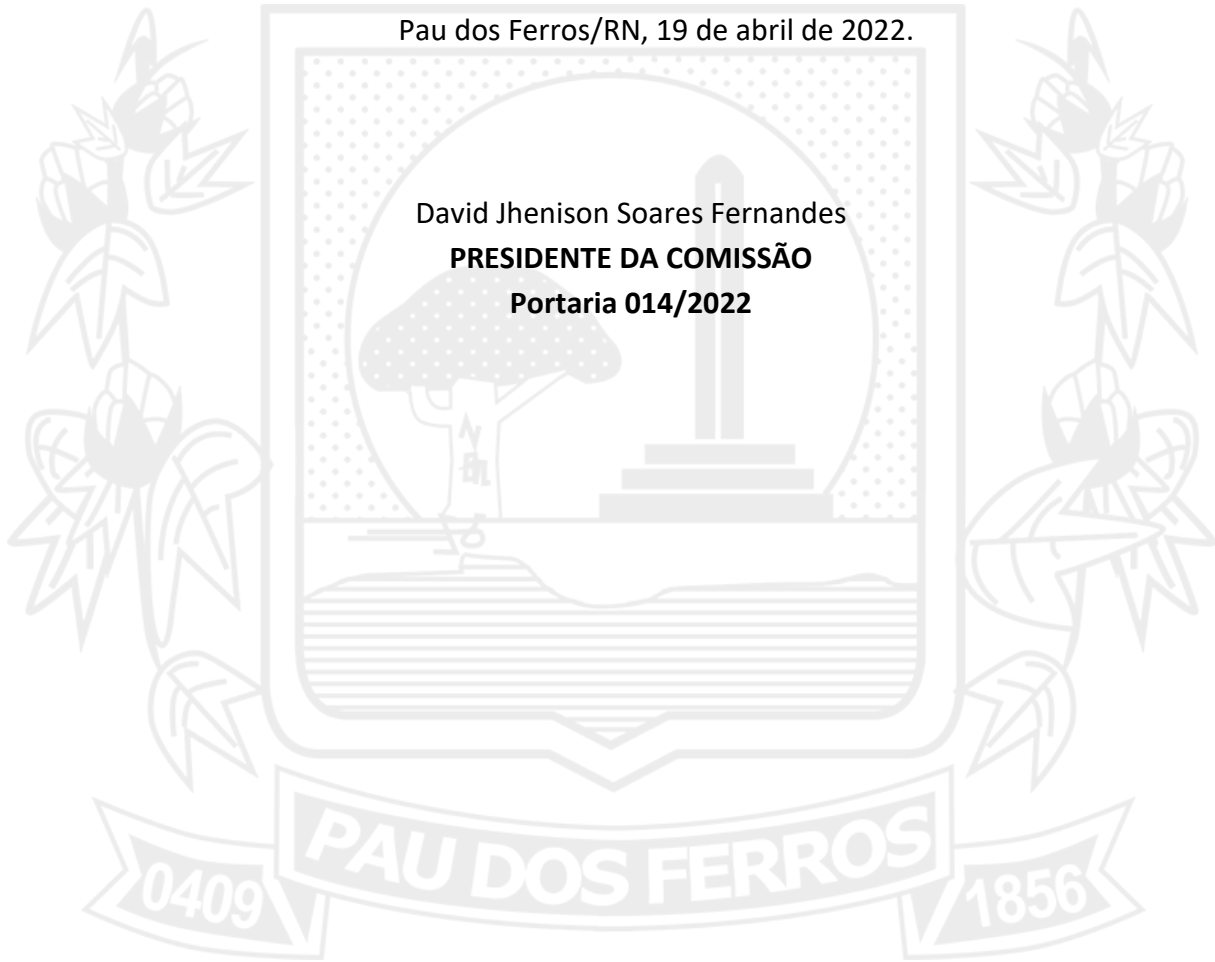 Pau dos Ferros/RN, 19 de abril de 2022.
David Jhenison Soares Fernandes
PRESIDENTE DA COMISSÃO
Portaria 014/2022
PAU DOS FERROS
0409
1856